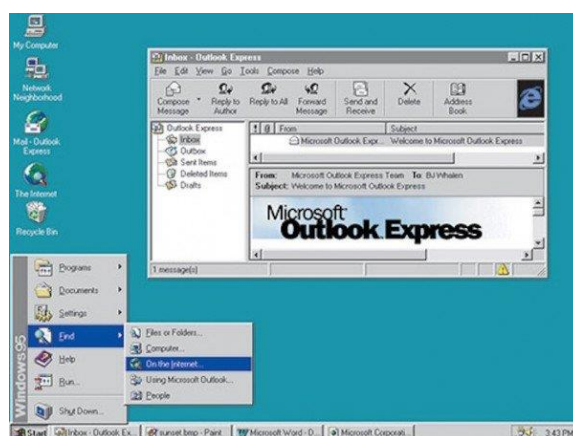 My Computer
Network
Neighborhood
Mail - Outlook
Express
The Internet
Recycle Bin
Inbox - Outlook Express
File Edit View Go Tools Compose Help
Compose
Message
Reply to
Author
Reply to All
Forward
Message
Send and
Receive
Delete
Address
Book
Outlook Express
Inbox
Outbox
Sent Items
Deleted Items
Drafts
! From Subject
Microsoft Outlook Expr... Welcome to Microsoft Outlook Express
From: Microsoft Outlook Express Team To: BJ Whalen
Subject: Welcome to Microsoft Outlook Express
Microsoft
Outlook Express
1 message(s)
Programs
Documents
Settings
Find
Help
Run...
Shut Down...
Windows95
Files or Folders...
Computer...
On the Internet...
Using Microsoft Outlook...
People
Start Inbox - Outlook Ex... sunset.bmp - Paint Microsoft Word - D... Microsoft Corporati... 3:43 PM